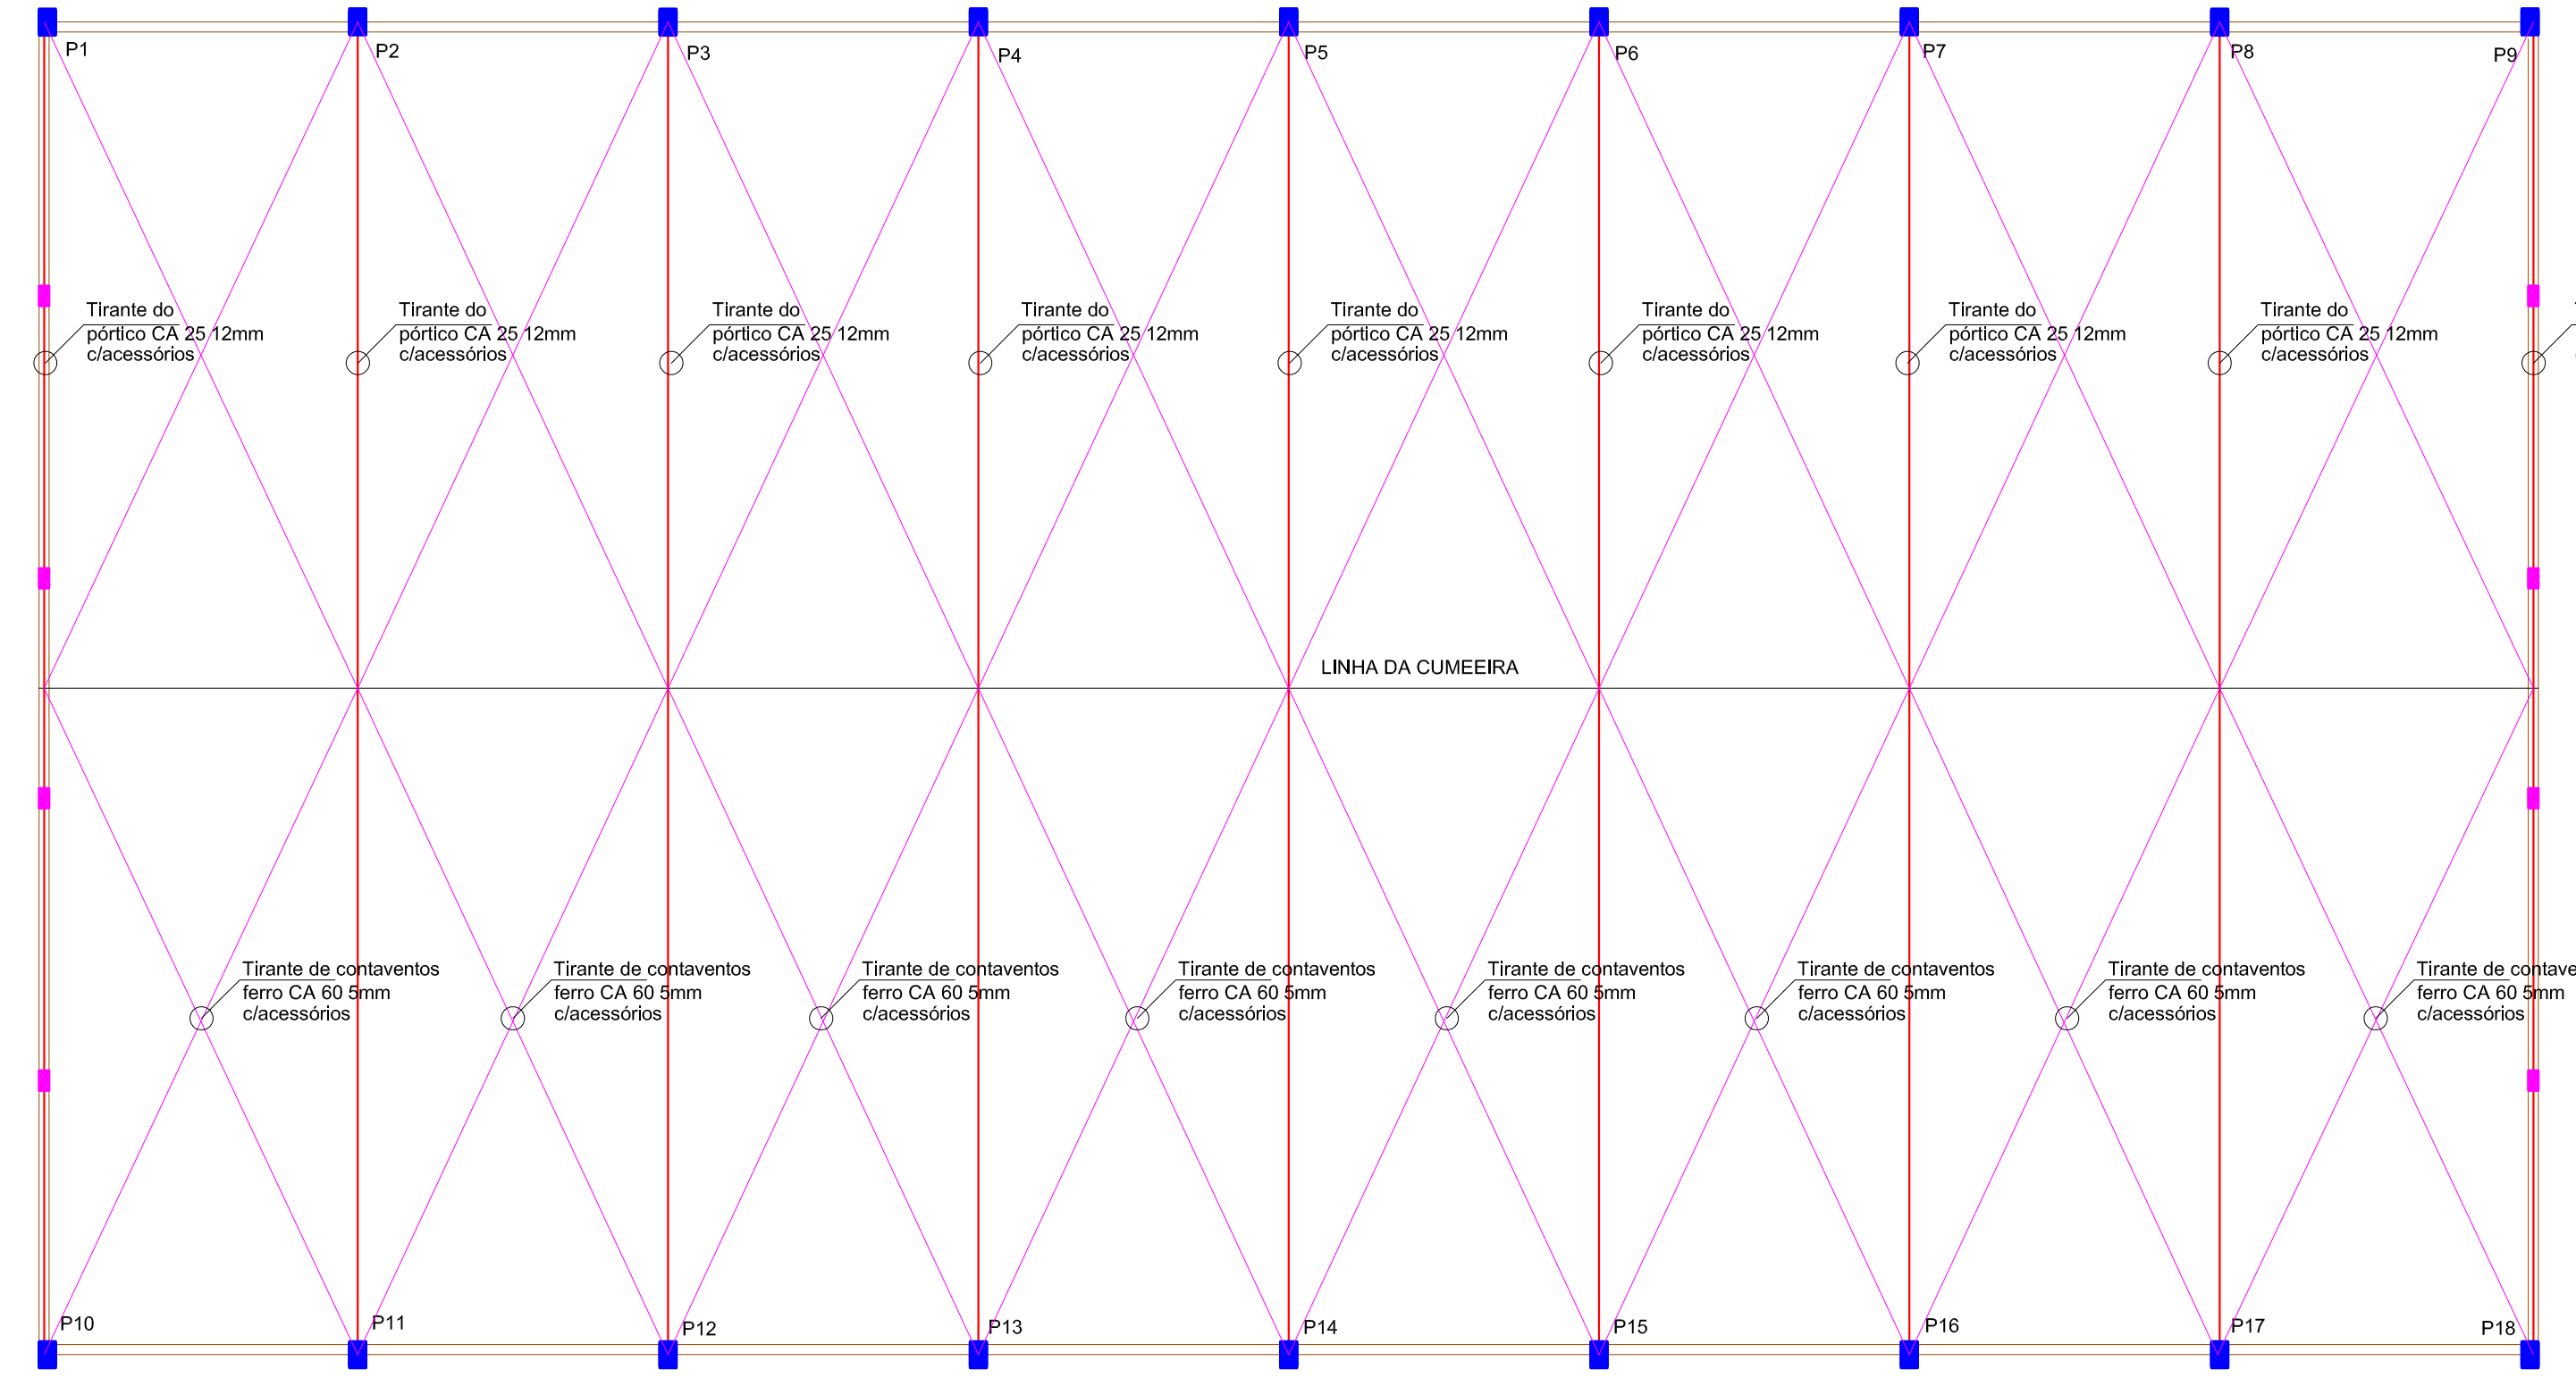 P1
P2
P3
P4
P5
P6
P7
P8
P9
Tirante do
pórtico CA 25 12mm
c/acessórios
Tirante do
pórtico CA 25 12mm
c/acessórios
Tirante do
pórtico CA 25 12mm
c/acessórios
Tirante do
pórtico CA 25 12mm
c/acessórios
Tirante do
pórtico CA 25 12mm
c/acessórios
Tirante do
pórtico CA 25 12mm
c/acessórios
Tirante do
pórtico CA 25 12mm
c/acessórios
Tirante do
pórtico CA 25 12mm
c/acessórios
LINHA DA CUMEEIRA
Tirante de contaventos
ferro CA 60 5mm
c/acessórios
Tirante de contaventos
ferro CA 60 5mm
c/acessórios
Tirante de contaventos
ferro CA 60 5mm
c/acessórios
Tirante de contaventos
ferro CA 60 5mm
c/acessórios
Tirante de contaventos
ferro CA 60 5mm
c/acessórios
Tirante de contaventos
ferro CA 60 5mm
c/acessórios
Tirante de contaventos
ferro CA 60 5mm
c/acessórios
Tirante de contave
ferro CA 60 5mm
c/acessórios
P10
P11
P12
P13
P14
P15
P16
P17
P18